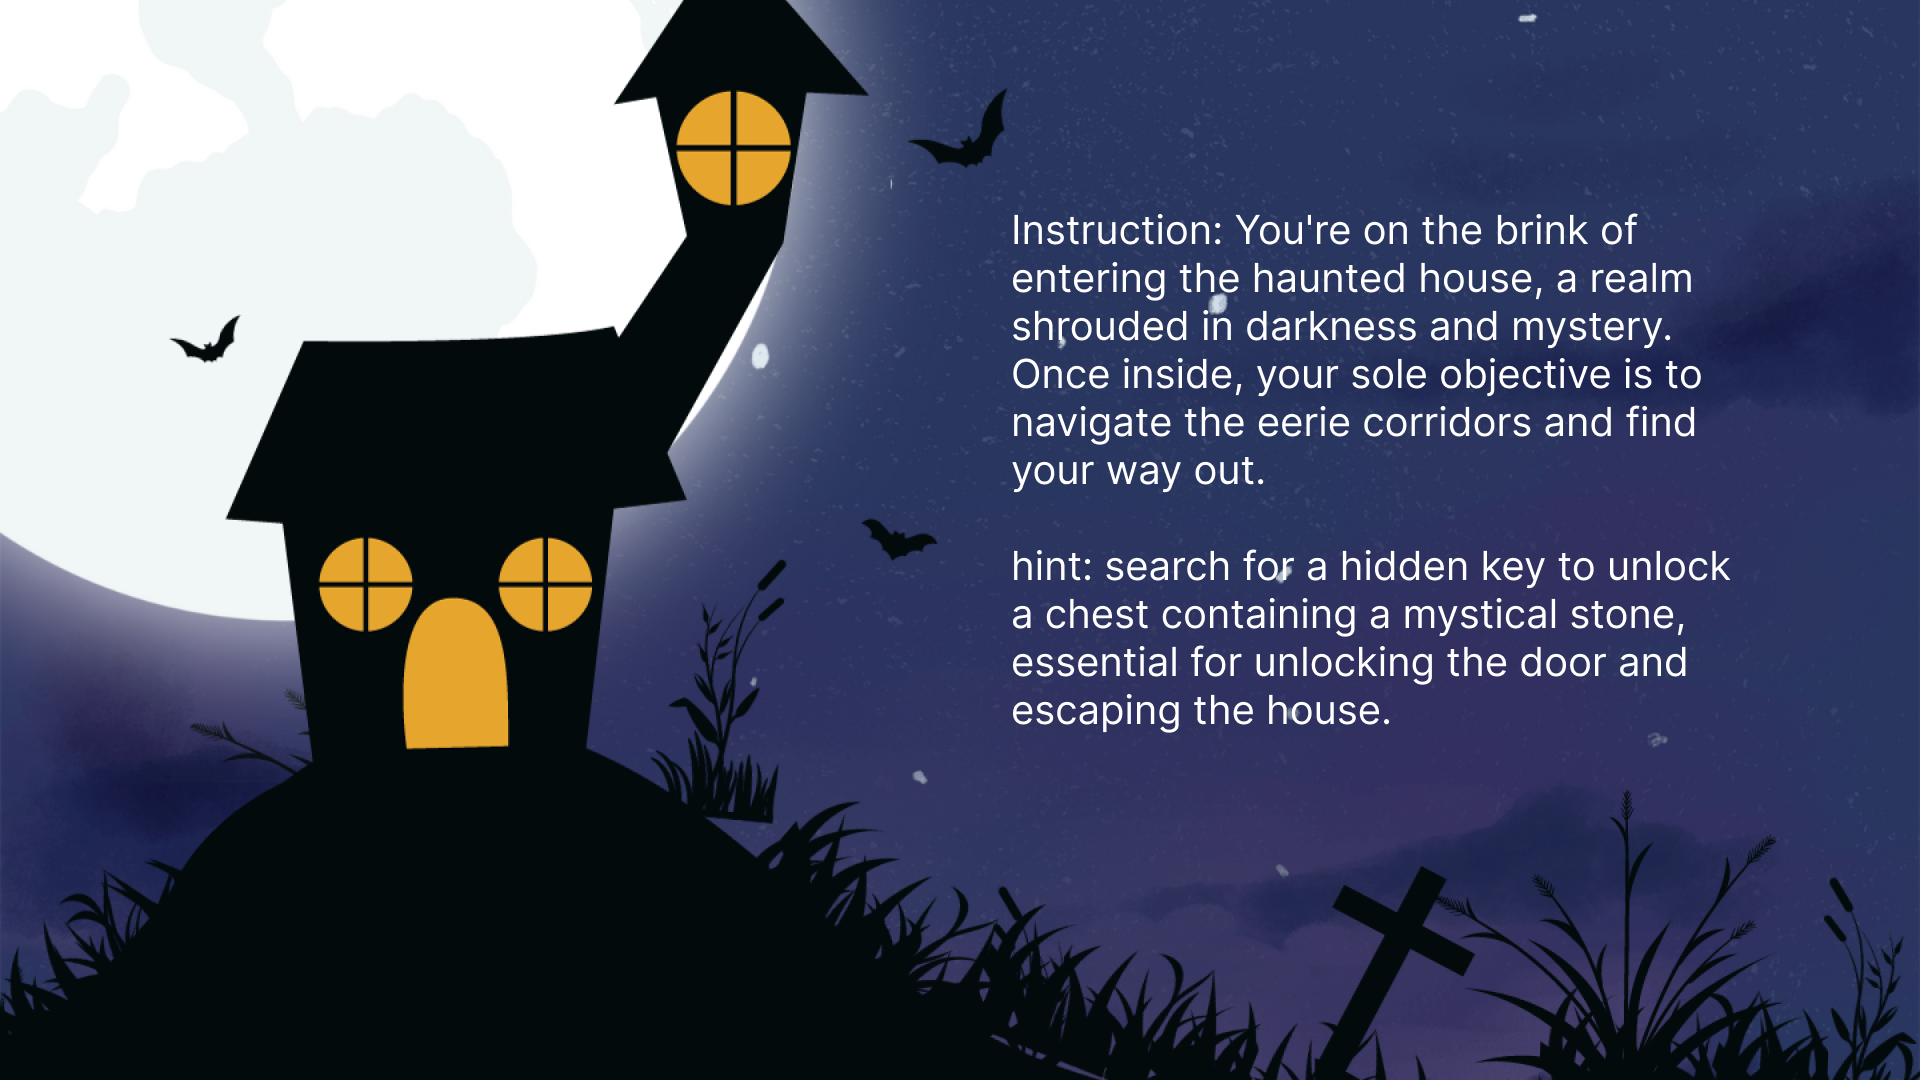 Instruction: You're on the brink of
entering the haunted house, a realm
shrouded in darkness and mystery.
Once inside, your sole objective is to
navigate the eerie corridors and find
your way out.
hint: search for a hidden key to unlock
a chest containing a mystical stone,
essential for unlocking the door and
escaping the house.